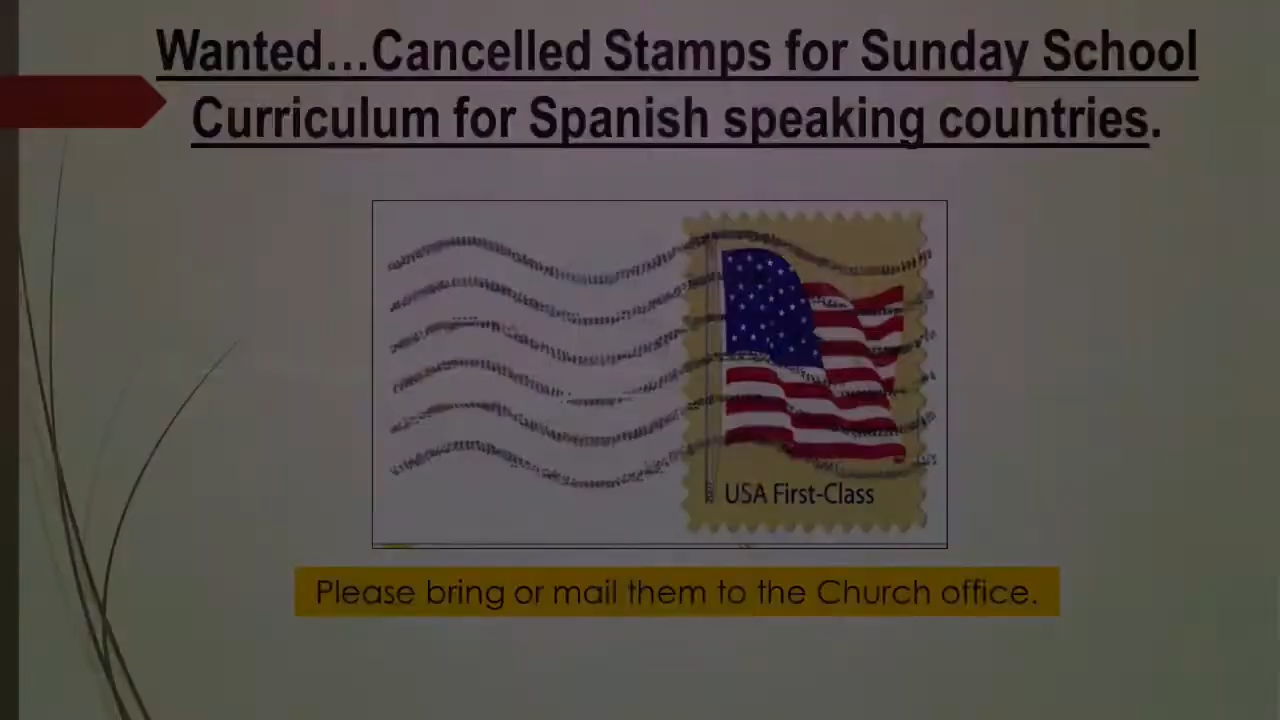 Wanted…Cancelled Stamps for Sunday School
Curriculum for Spanish speaking countries.
USA First-Class
Please bring or mail them to the Church office.